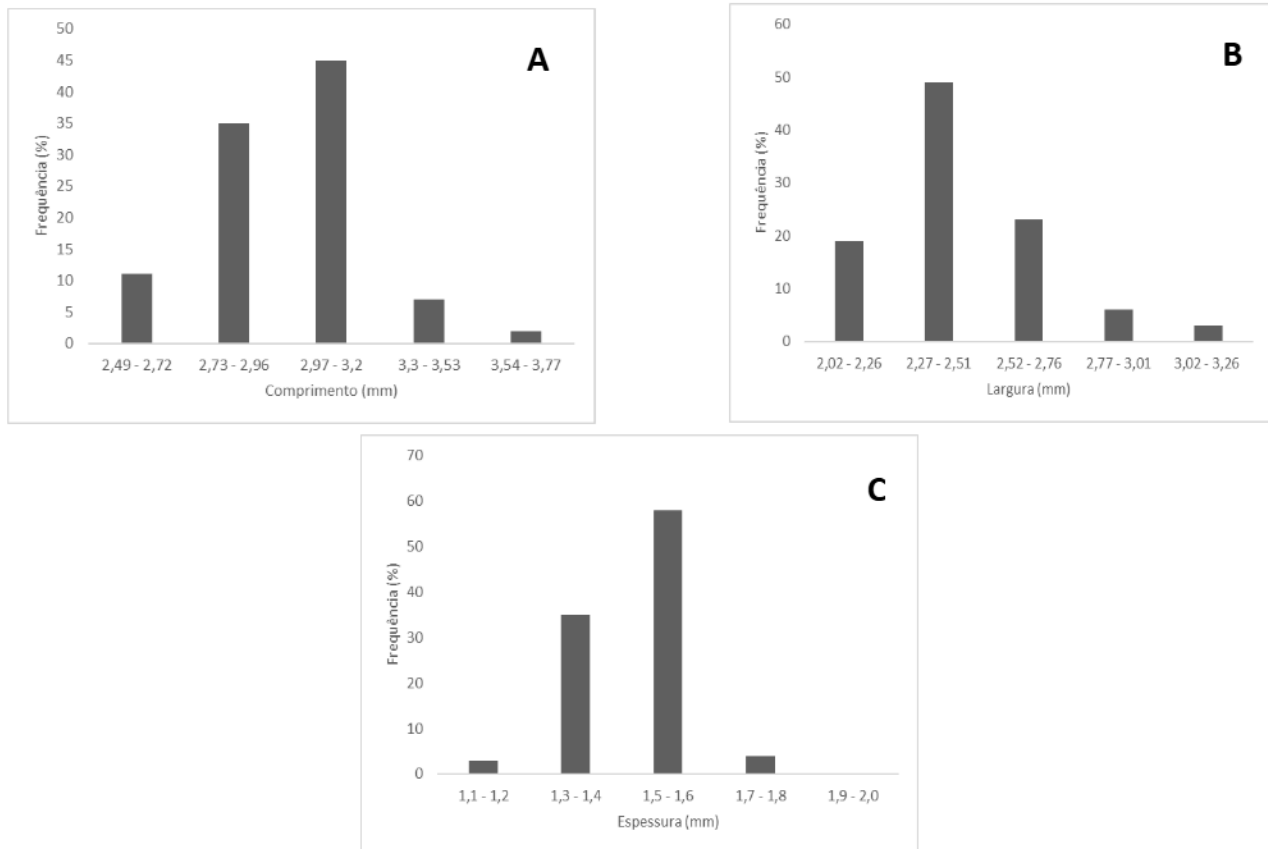 A
Frequência (%)
50
45
40
35
30
25
20
15
10
5
0
2,49 - 2,72 2,73 - 2,96 2,97 - 3,2 3,3 - 3,53 3,54 - 3,77
Comprimento (mm)
B
Frequência (%)
60
50
40
30
20
10
0
2,02 - 2,26 2,27 - 2,51 2,52 - 2,76 2,77 - 3,01 3,02 - 3,26
Largura (mm)
C
Frequência (%)
70
60
50
40
30
20
10
0
1,1 - 1,2 1,3 - 1,4 1,5 - 1,6 1,7 - 1,8 1,9 - 2,0
Espessura (mm)